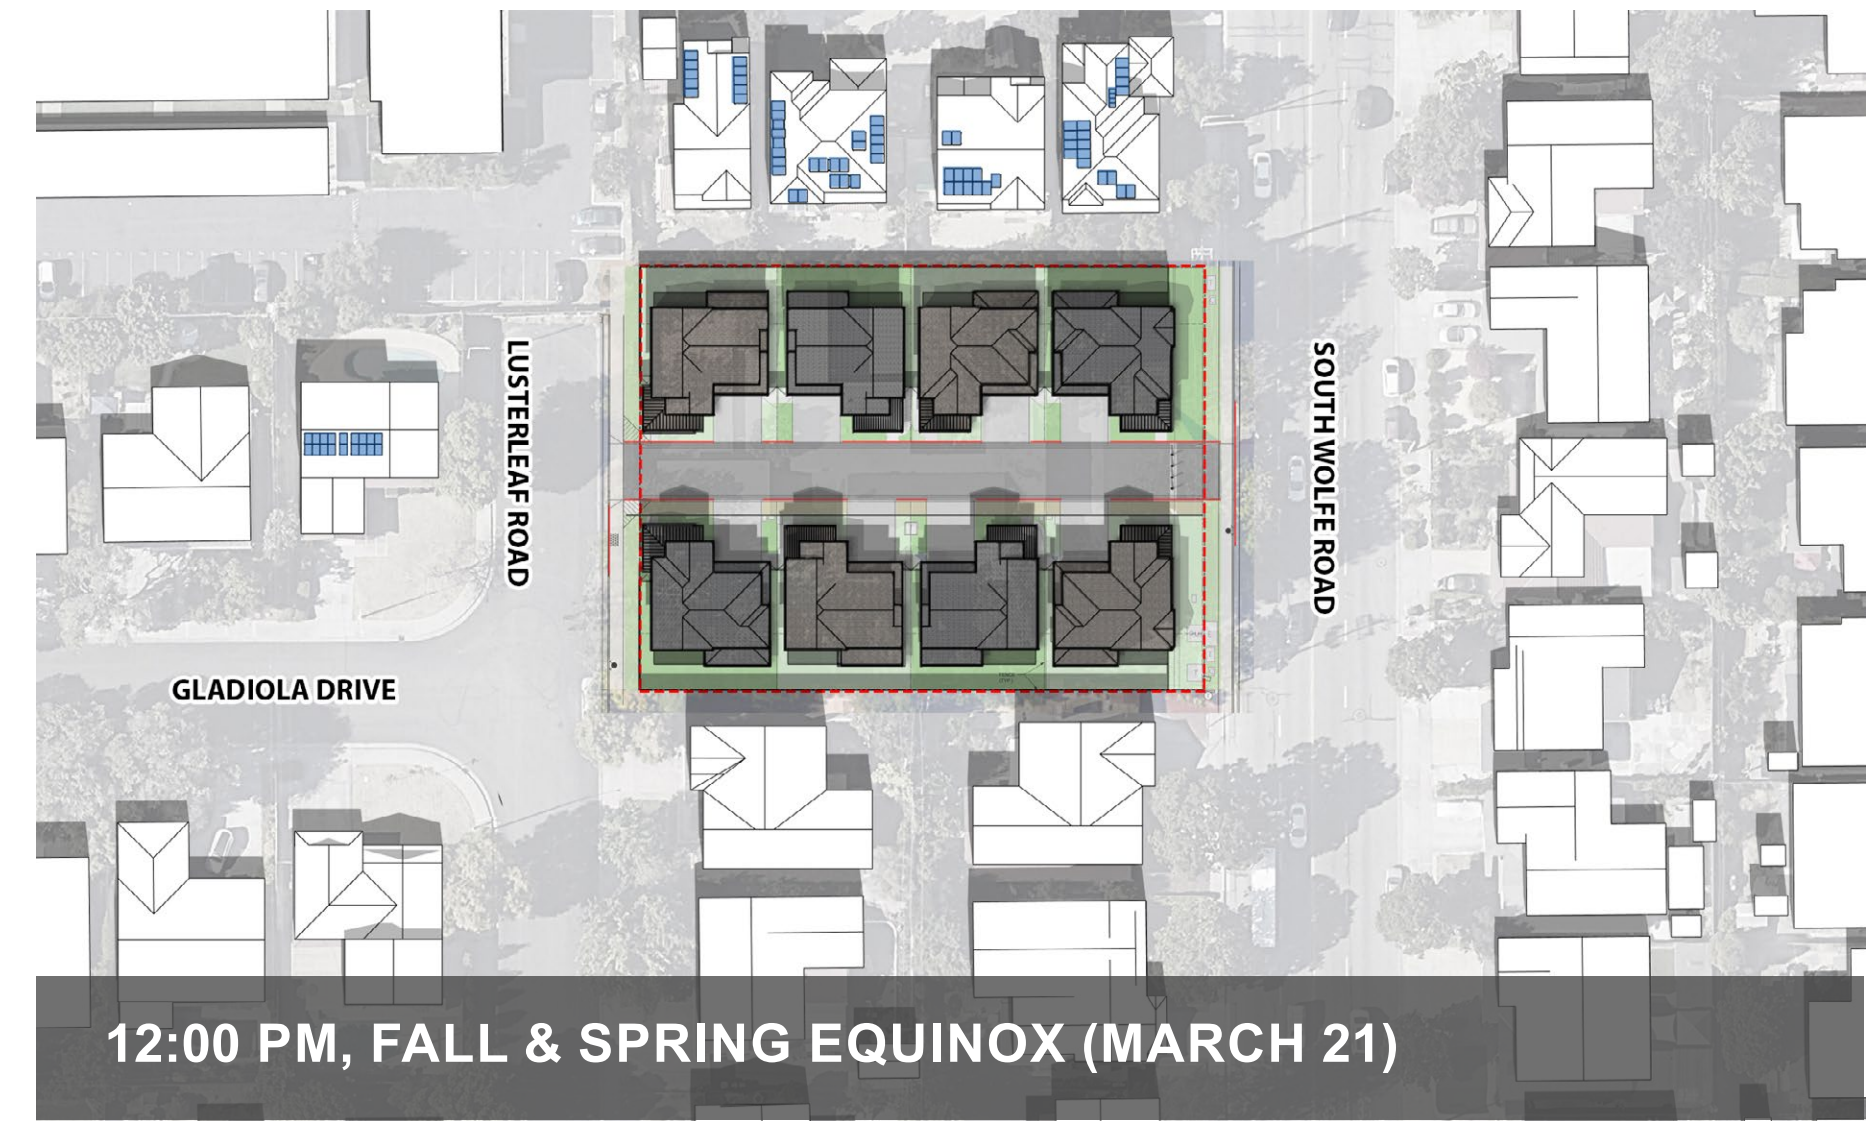 LUSTERLEAF ROAD
SOUTH WOLFE ROAD
GLADIOLA DRIVE
12:00 PM, FALL & SPRING EQUINOX (MARCH 21)